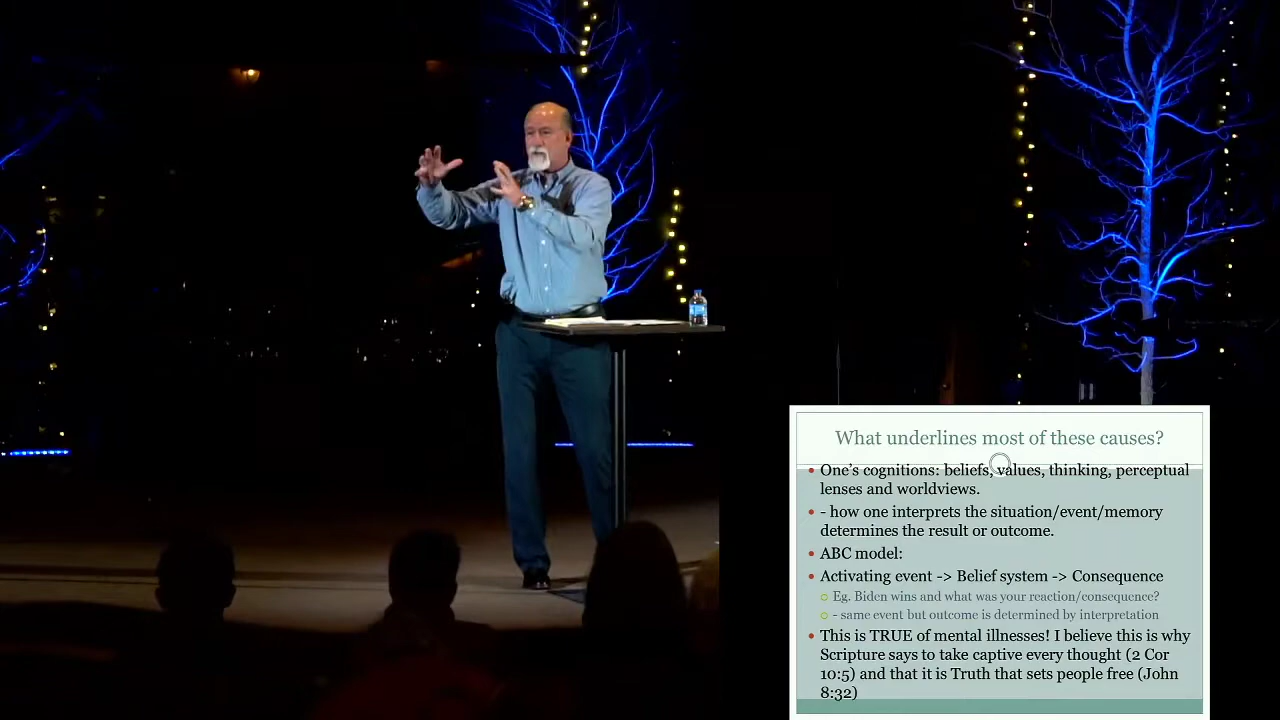 What underlines most of these causes?
One's cognitions: beliefs, values, thinking, perceptual
lenses and worldviews.
- how one interprets the situation/event/memory
determines the result or outcome.
ABC model:
Activating event -> Belief system -> Consequence
Eg. Biden wins and what was your reaction/consequence?
- same event but outcome is determined by interpretation
This is TRUE of mental illnesses! I believe this is why
Scripture says to take captive every thought (2 Cor
10:5) and that it is Truth that sets people free (John
8:32)